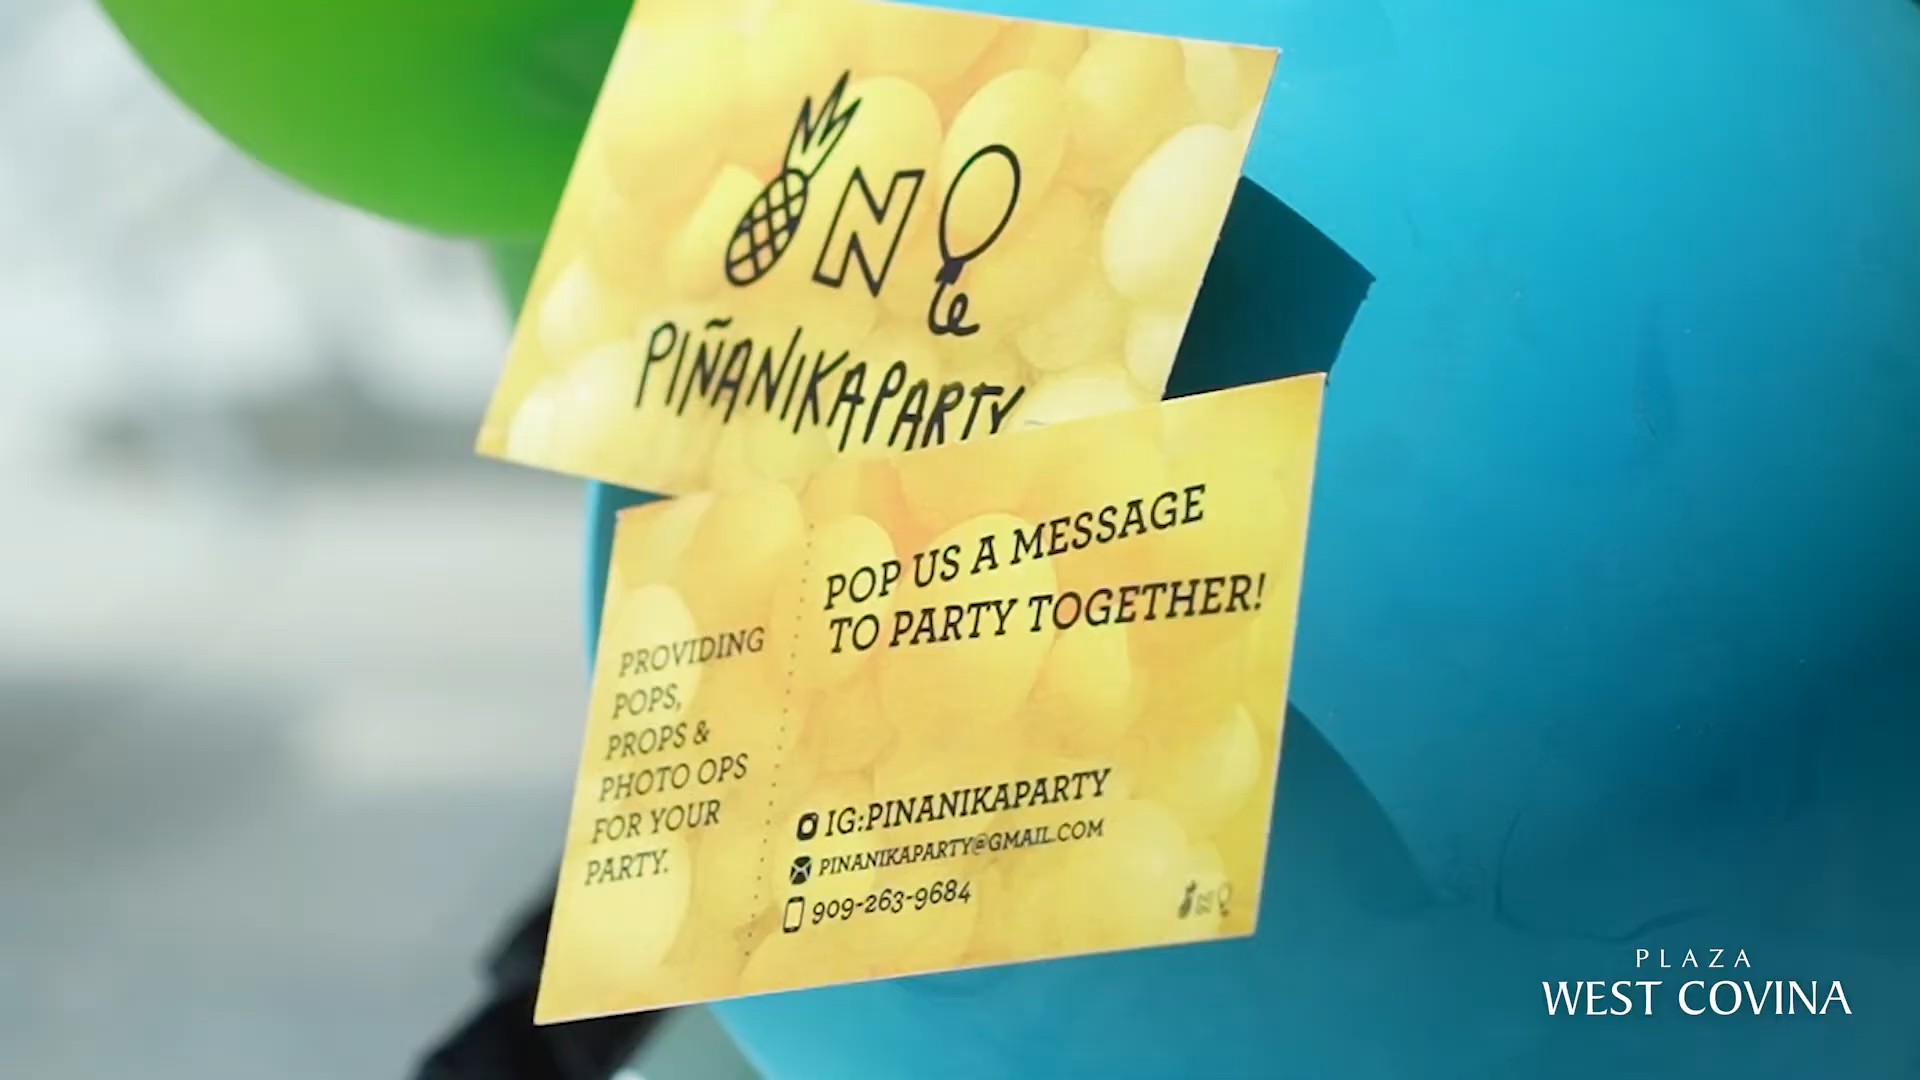 N
PIÑANIKAPARTY
POP US A MESSAGE
TO PARTY TOGETHER!
PROVIDING
POPS,
PROPS &
PHOTO OPS
FOR YOUR
PARTY.
IG:PINANIKAPARTY
PINANIKAPARTY@GMAIL.COM
909-263-9684
PLAZA
WEST COVINA